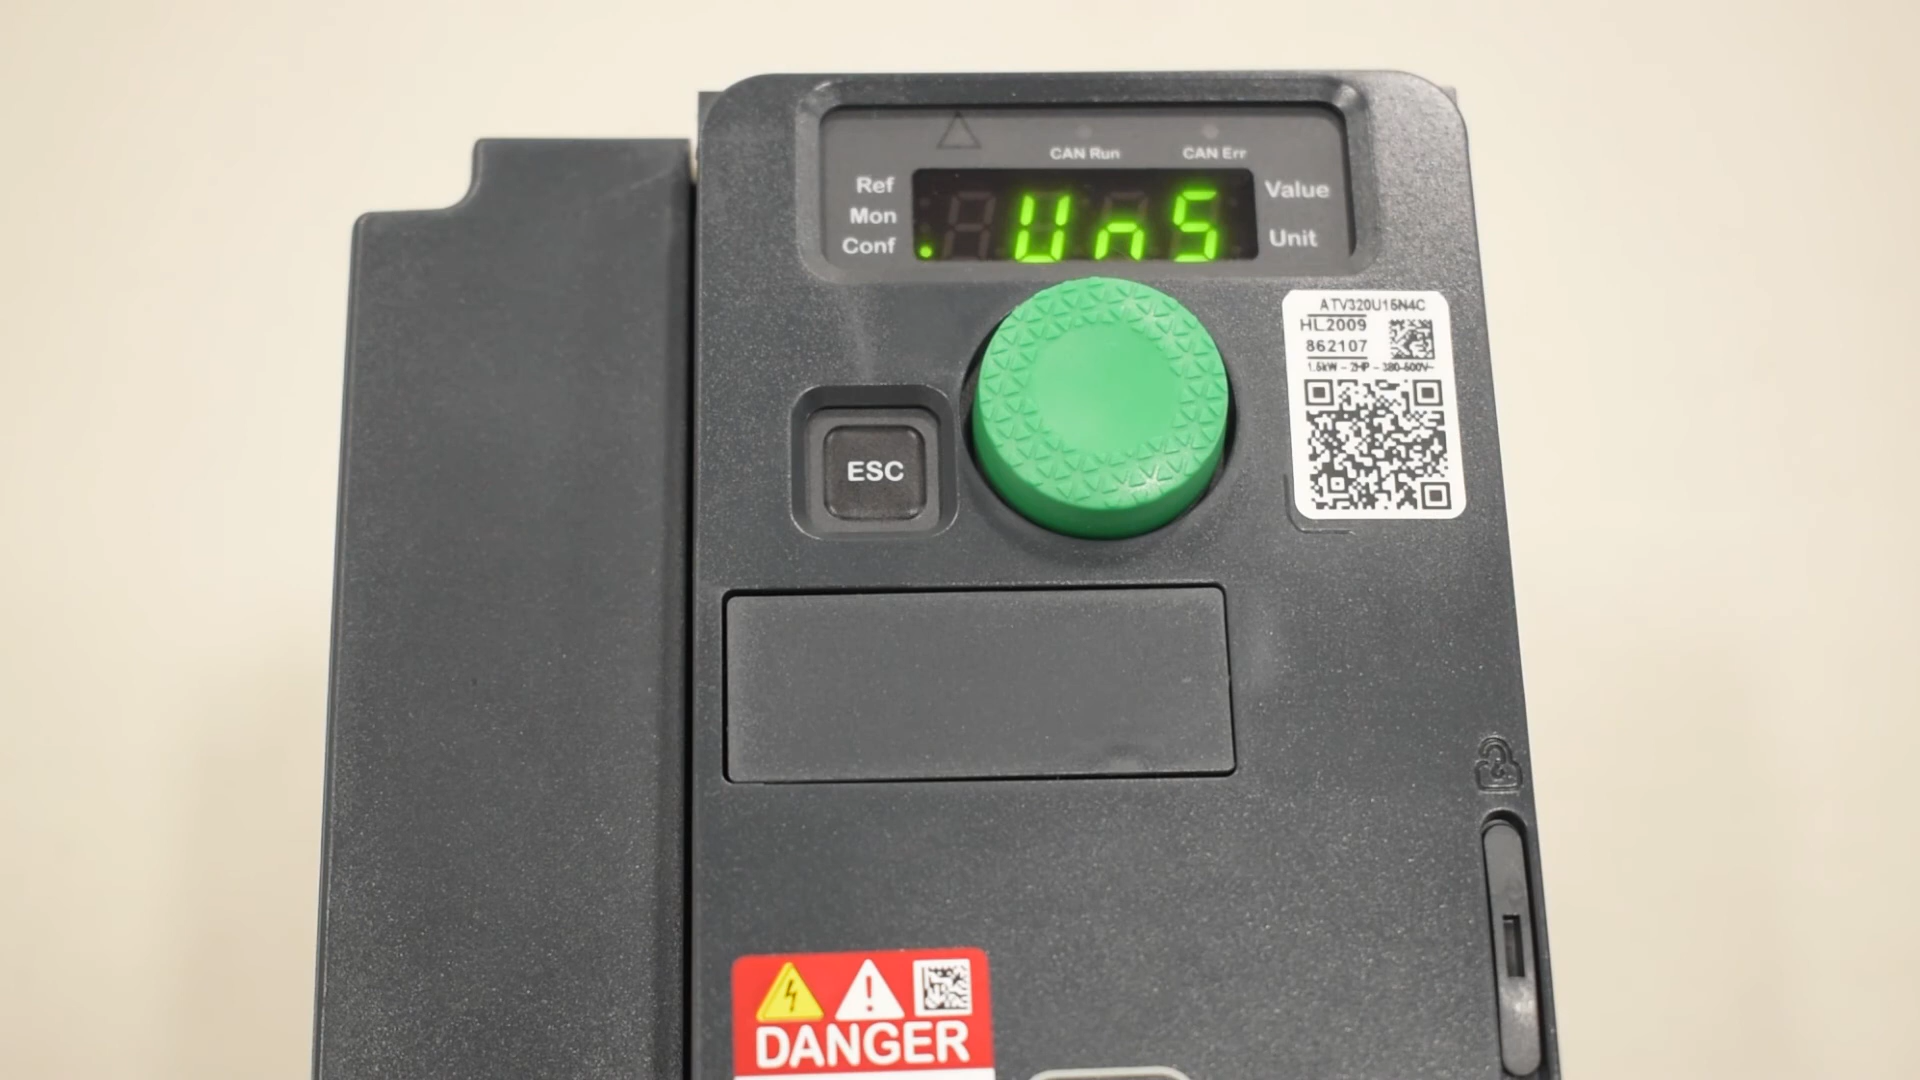 CAN Run CAN Err
Ref
Mon
Conf
UnS
Value
Unit
ATV320U15N4C
HL2009
862107
1.5kW - 2HP - 380-500V~
ESC
DANGER